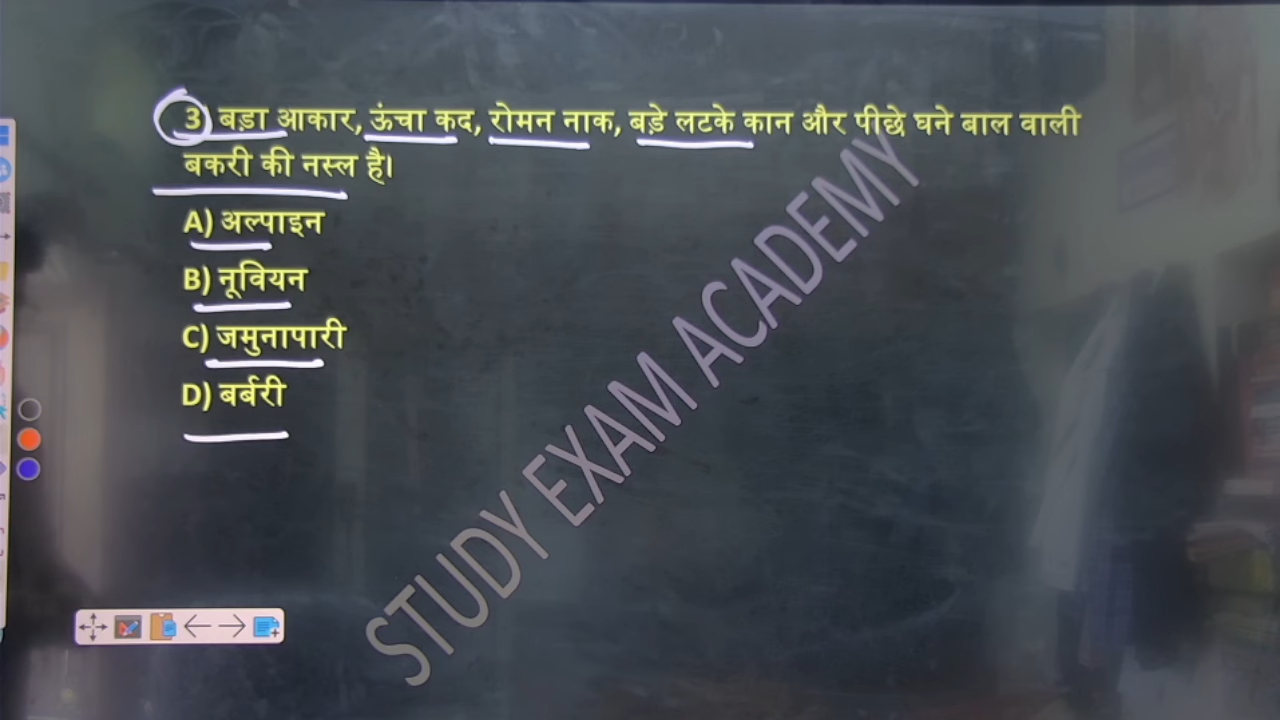 3) बड़ा आकार, ऊंचा कद, रोमन नाक, बड़े लटके कान और पीछे घने बाल वाली
बकरी की नस्ल है।
A) अल्पाइन
B) नूवियन
C) जमुनापारी
D) बर्बरी
STUDY EXAM ACADEMY